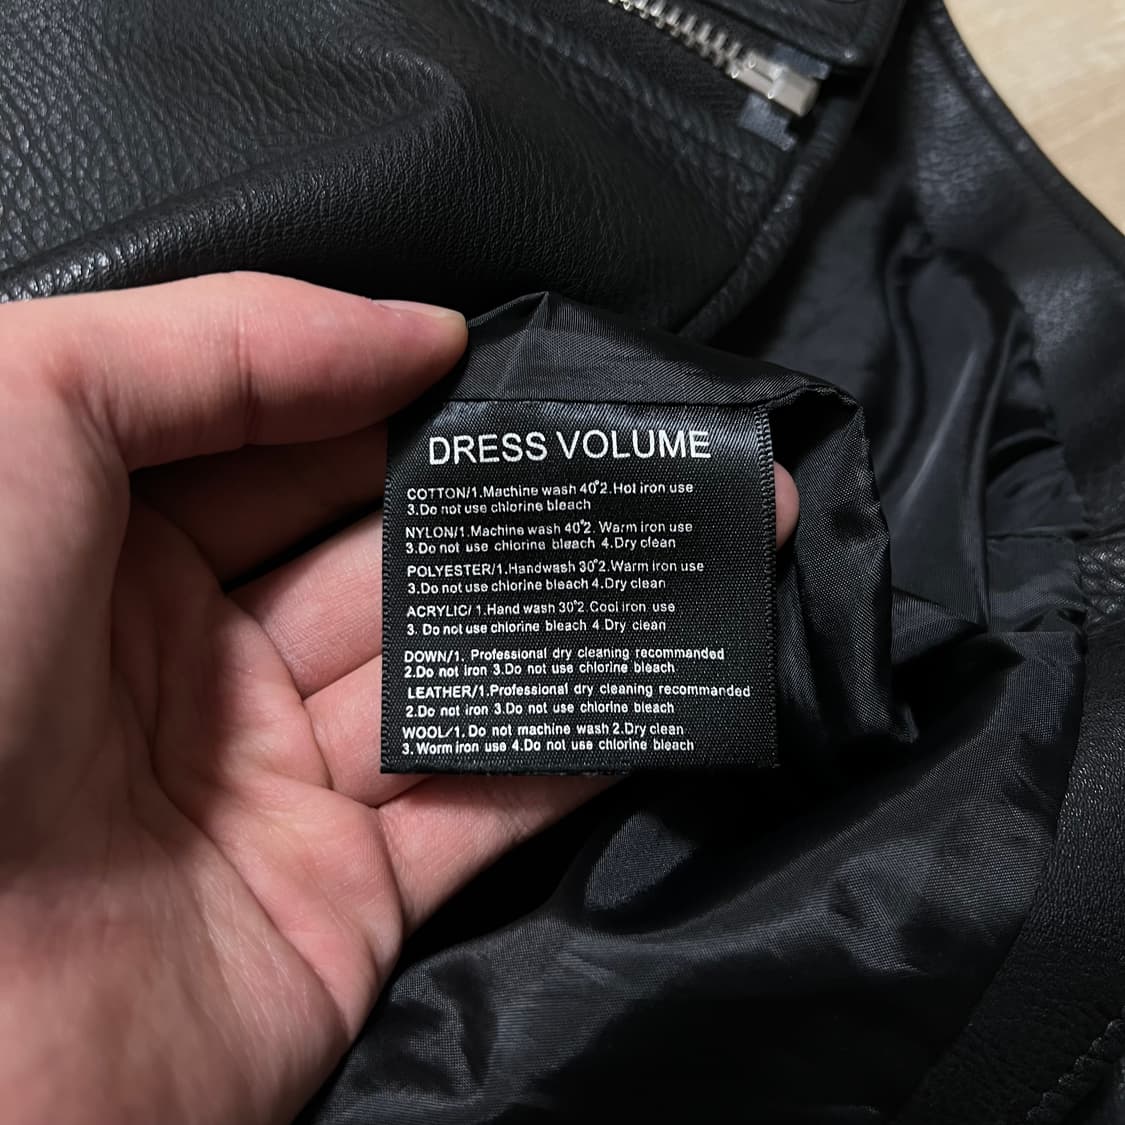 DRESS VOLUME
COTTON/1.Machine wash 40°2.Hot iron use
3.Do not use chlorine bleach
NYLON/1.Machine wash 40°2. Warm iron use
3.Do not use chlorine bleach 4.Dry clean
POLYESTER/1.Handwash 30°2.Warm iron use
3.Do not use chlorine bleach 4.Dry clean
ACRYLIC/ 1.Hand wash 30°2.Cool iron use
3. Do not use chlorine bleach 4.Dry clean
DOWN/1. Professional dry cleaning recommanded
2.Do not iron 3.Do not use chlorine bleach
LEATHER/1.Professional dry cleaning recommanded
2.Do not iron 3.Do not use chlorine bleach
WOOL/1. Do not machine wash 2.Dry clean
3. Worm iron use 4.Do not use chlorine bleach